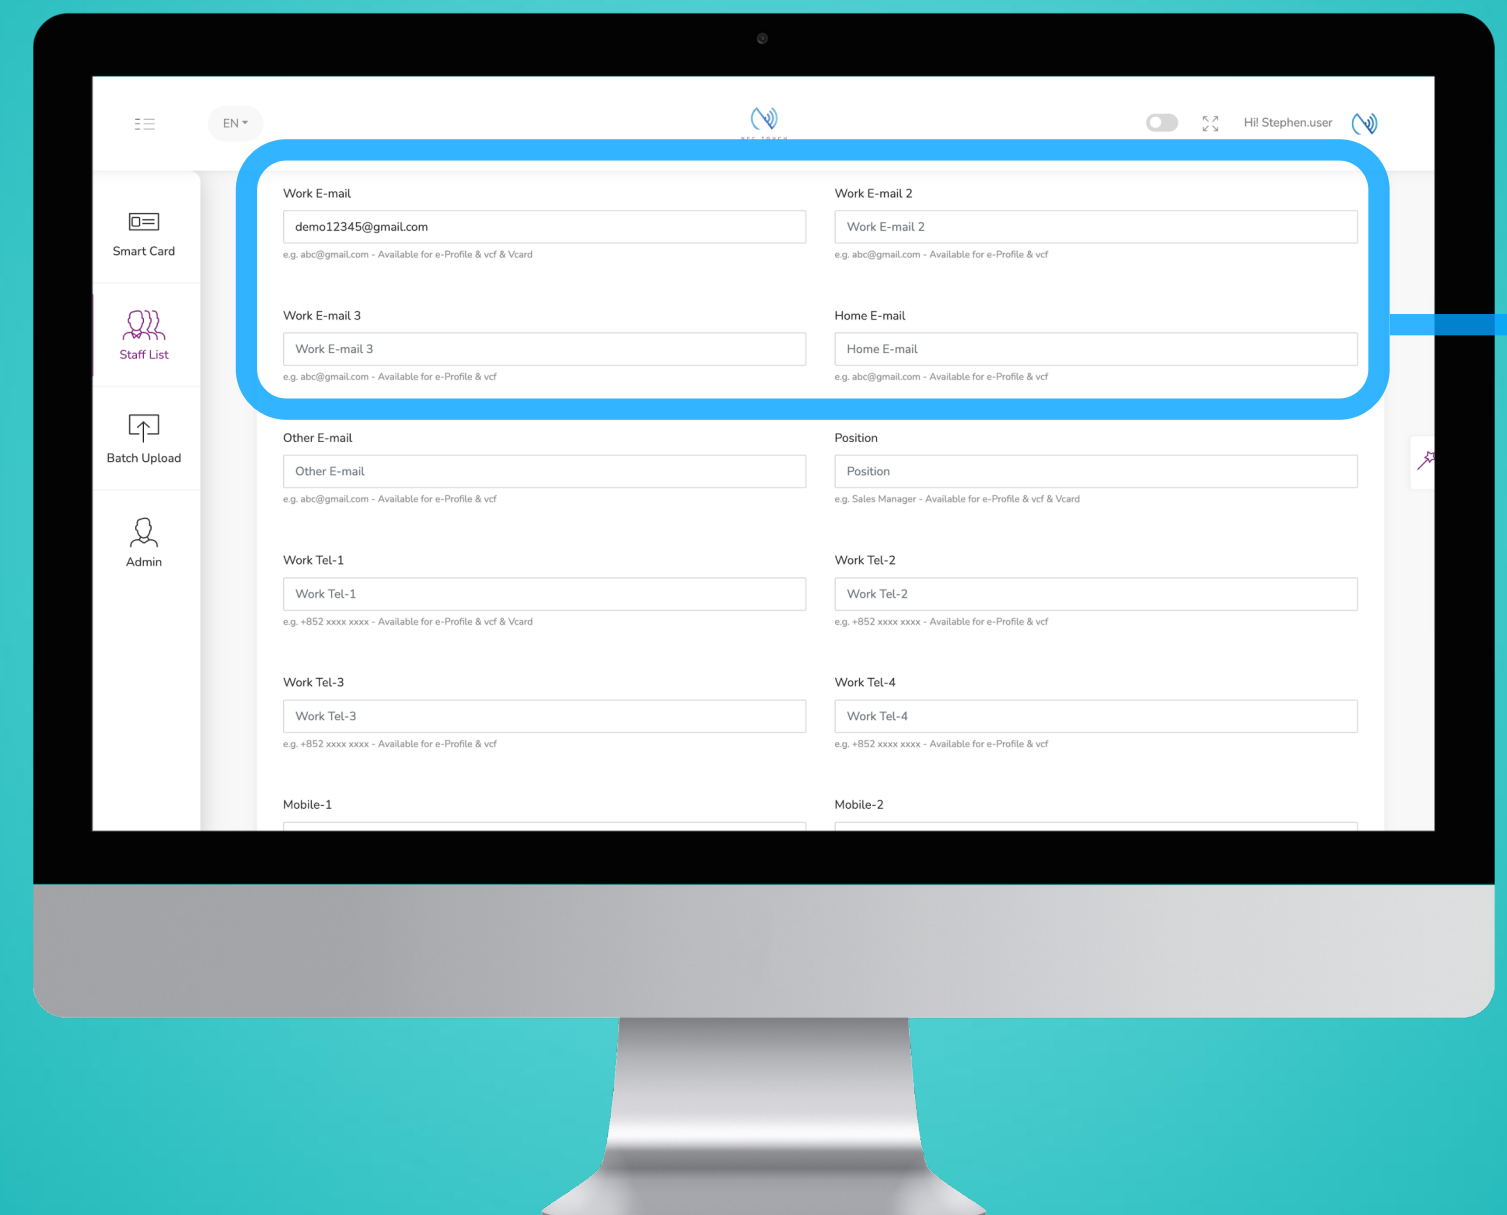 EN
Hi! Stephen.user
Smart Card
Staff List
Batch Upload
Admin
Work E-mail
Work E-mail 2
demo12345@gmail.com
Work E-mail 2
e.g. abc@gmail.com - Available for e-Profile & vcf & Vcard
e.g. abc@gmail.com - Available for e-Profile & vcf
Work E-mail 3
Home E-mail
Work E-mail 3
Home E-mail
e.g. abc@gmail.com - Available for e-Profile & vcf
e.g. abc@gmail.com - Available for e-Profile & vcf
Other E-mail
Position
Other E-mail
Position
e.g. abc@gmail.com - Available for e-Profile & vcf
e.g. Sales Manager - Available for e-Profile & vcf & Vcard
Work Tel-1
Work Tel-2
Work Tel-1
Work Tel-2
e.g. +852 xxxx xxxx - Available for e-Profile & vcf & Vcard
e.g. +852 xxxx xxxx - Available for e-Profile & vcf
Work Tel-3
Work Tel-4
Work Tel-3
Work Tel-4
e.g. +852 xxxx xxxx - Available for e-Profile & vcf
e.g. +852 xxxx xxxx - Available for e-Profile & vcf
Mobile-1
Mobile-2